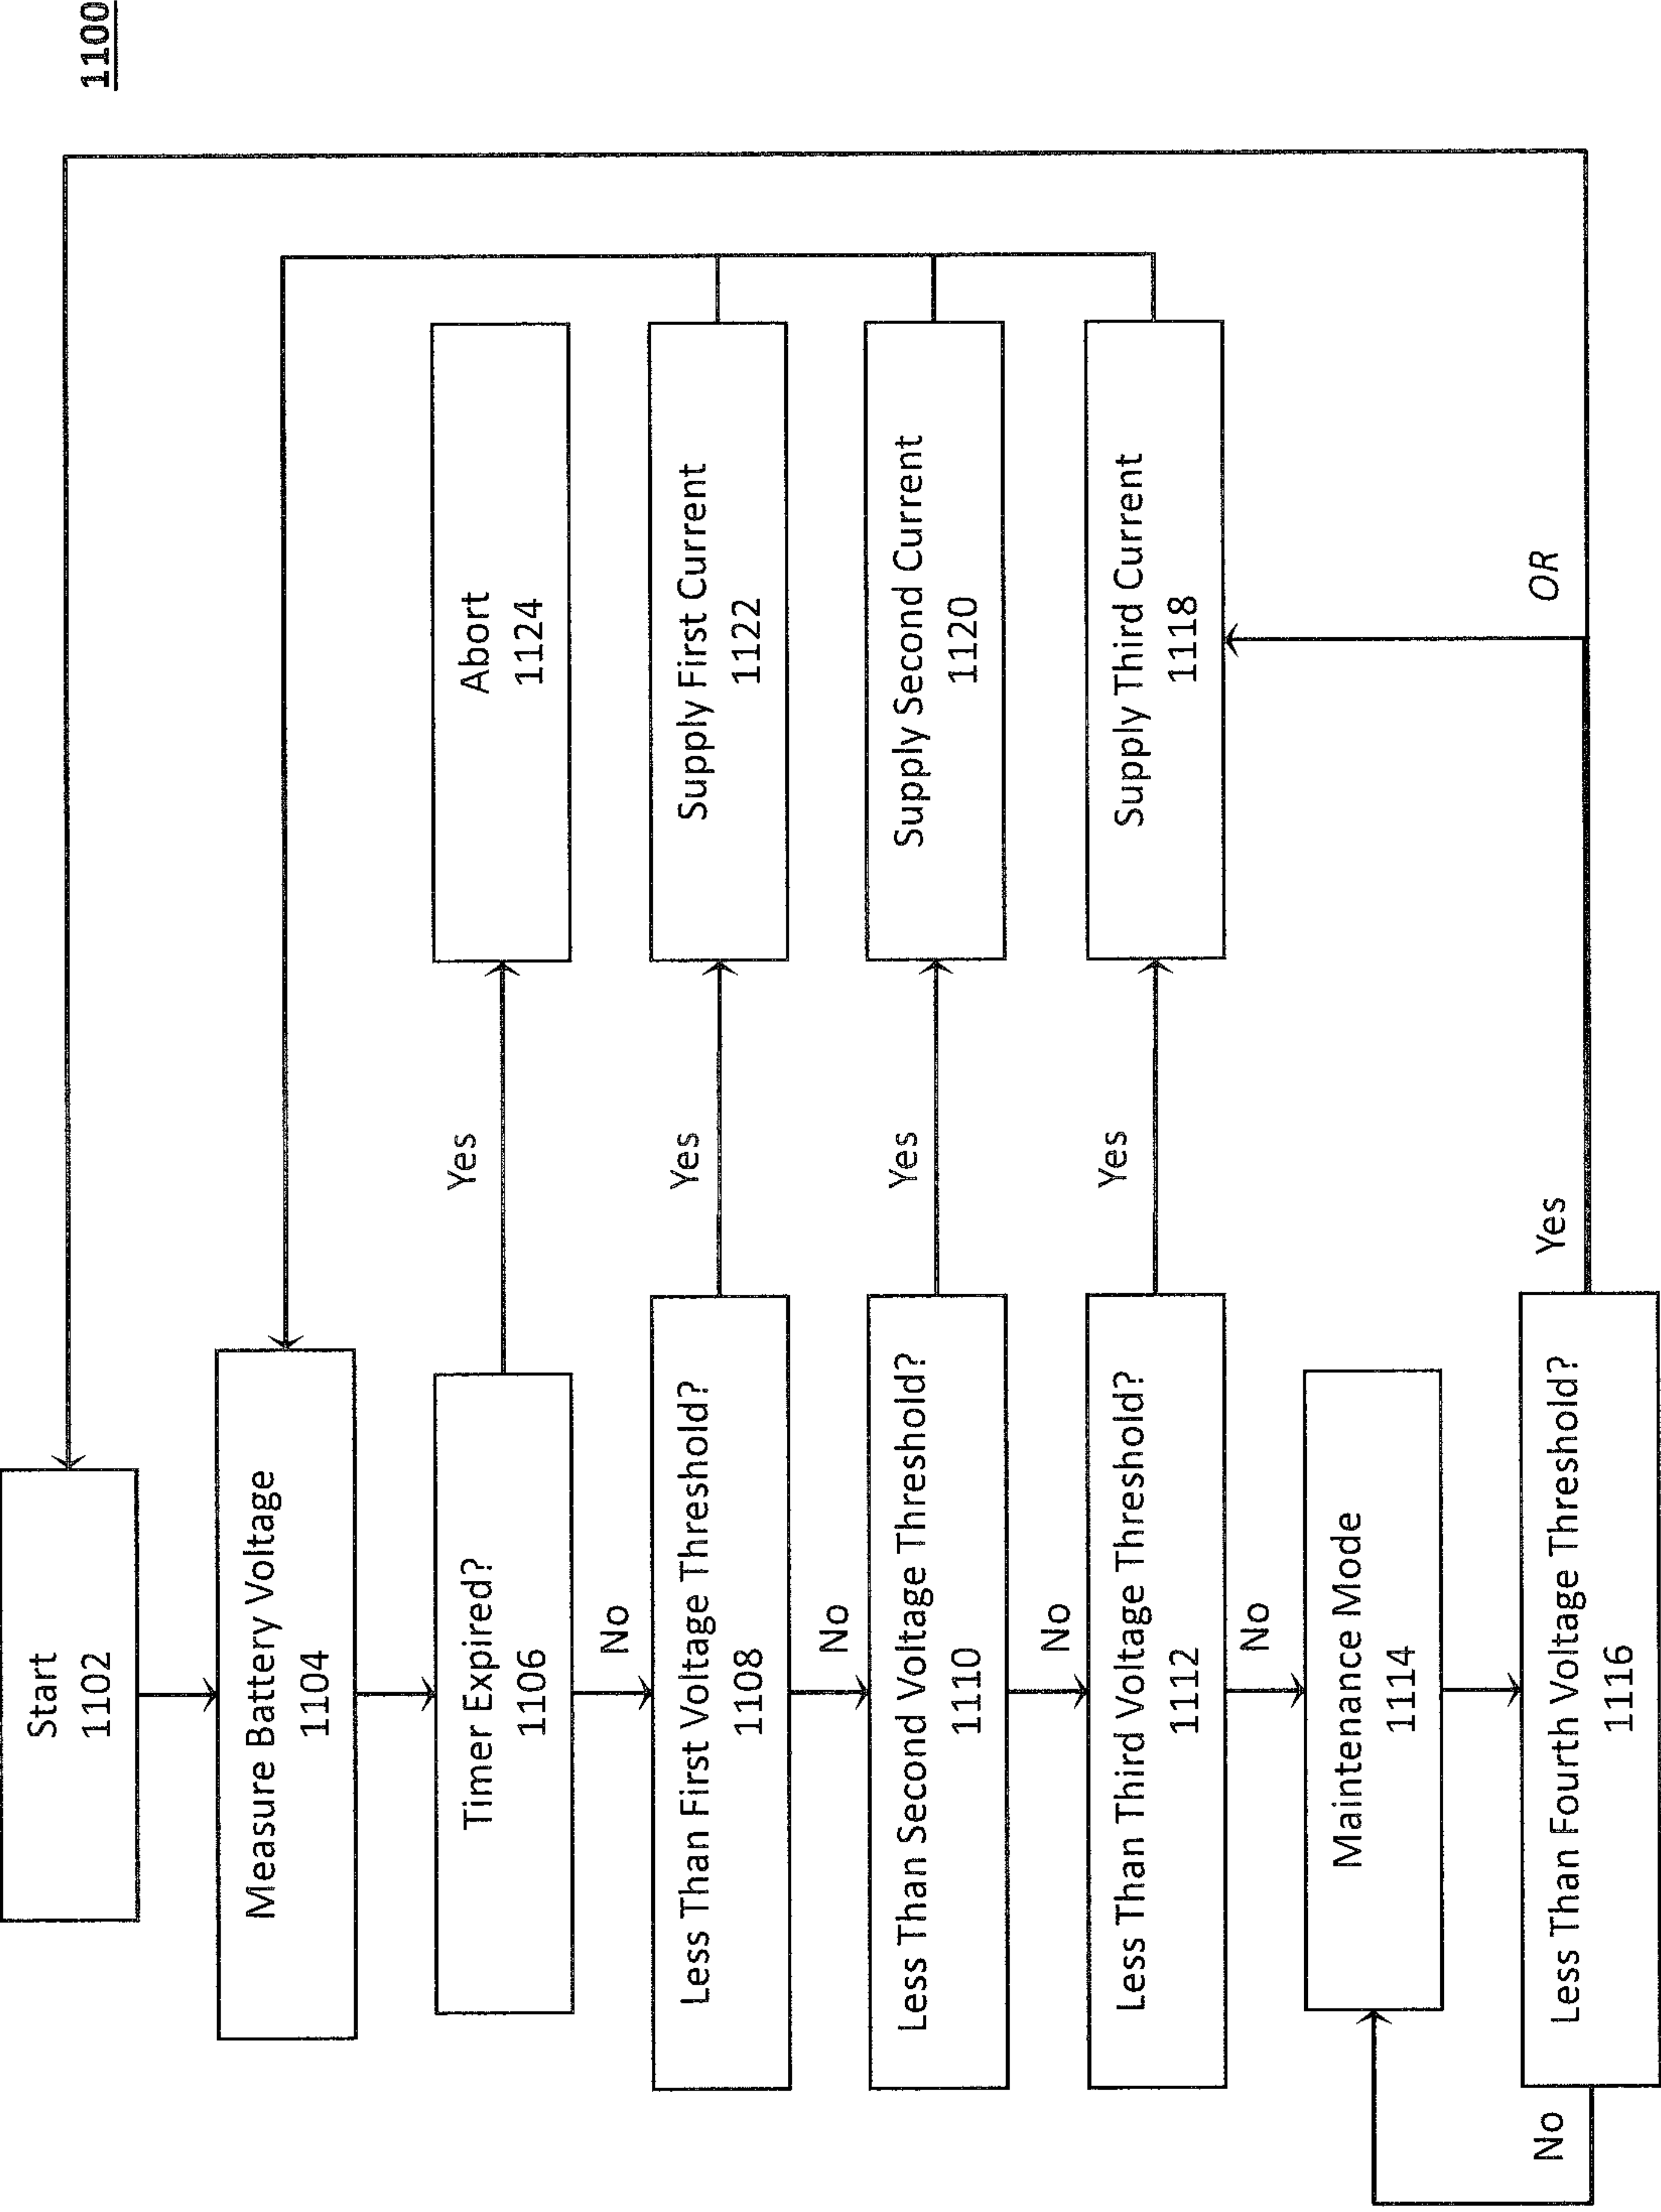 1100
Start
1102
Measure Battery Voltage
1104
Timer Expired?
1106
Yes
Abort
1124
No
Less Than First Voltage Threshold?
1108
Yes
Supply First Current
1122
No
Less Than Second Voltage Threshold?
1110
Yes
Supply Second Current
1120
No
Less Than Third Voltage Threshold?
1112
Yes
Supply Third Current
1118
No
Maintenance Mode
1114
No
Less Than Fourth Voltage Threshold?
1116
Yes
OR